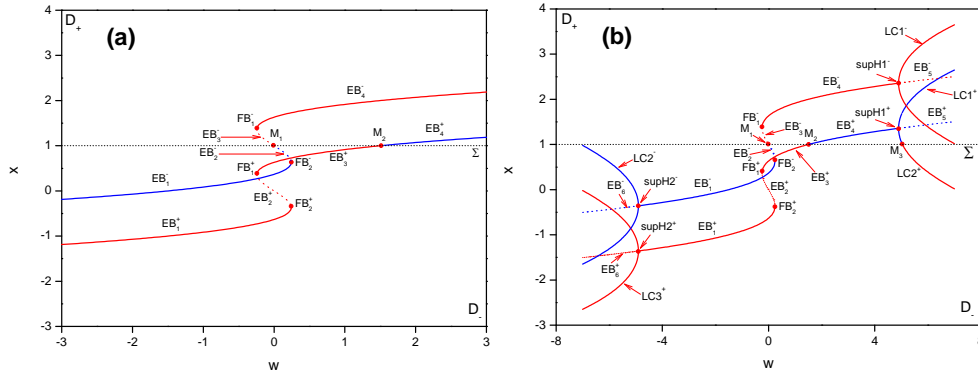 (a)
D₊
4
3
2
1
0
-1
-2
-3
x
-3
-2
-1
0
1
2
3
w
EB₄⁻
FB₁⁻
EB₃⁻
M₁
M₂
EB₄⁺
EB₂⁻
FB₂⁻
EB₃⁺
Σ
FB₁⁺
EB₁⁻
EB₂⁺
FB₂⁺
EB₁⁺
D₋
(b)
D₊
4
3
2
1
0
-1
-2
-3
x
-8
-4
0
4
8
w
LC1⁻
supH1⁻
EB₅⁻
EB₄⁻
LC1⁺
FB₁⁻
supH1⁺
M₁
EB₃⁻
M₂
EB₄⁺
EB₅⁺
LC2⁻
EB₂⁻
FB₂⁻
M₃
Σ
FB₁⁺
EB₃⁺
LC2⁺
EB₆⁻
supH2⁻
EB₁⁻
EB₂⁺
FB₂⁺
supH2⁺
EB₁⁺
EB₆⁺
LC3⁺
D₋